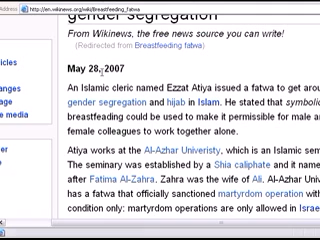 http://en.wikinews.org/wiki/Breastfeeding_fatwa
gender segregation
From Wikinews, the free news source you can write!
(Redirected from Breastfeeding fatwa)
May 28, 2007
An Islamic cleric named Ezzat Atiya issued a fatwa to get arou
gender segregation and hijab in Islam. He stated that symbolic
breastfeeding could be used to make it permissible for male a
female colleagues to work together alone.
Atiya works at the Al-Azhar Univeristy, which is an Islamic sem
The seminary was established by a Shia caliphate and it name
after Fatima Al-Zahra. Zahra was the wife of Ali. Al-Azhar Univ
has a fatwa that officially sanctioned martyrdom operation with
condition only: martyrdom operations are only allowed in Israe
icles
anges
age
e media
er
e